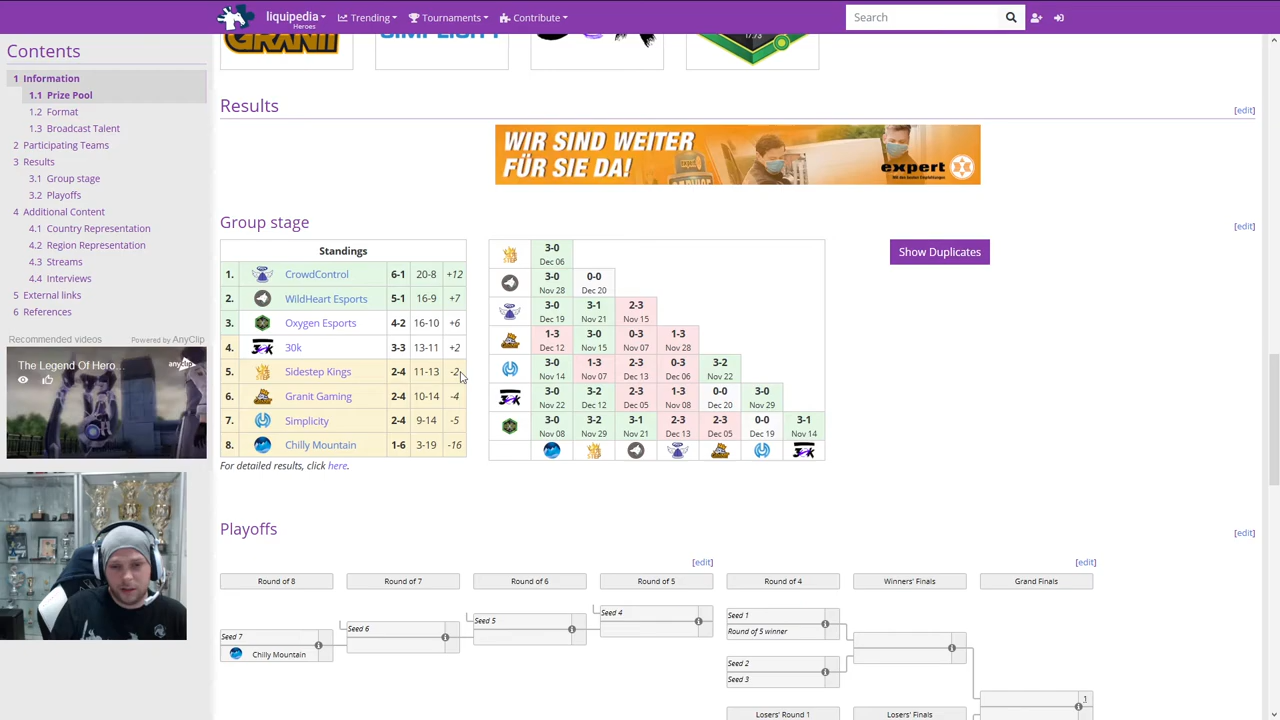 liquipedia
Heroes
Trending
Tournaments
Contribute
Search
Contents
1 Information
1.1 Prize Pool
1.2 Format
1.3 Broadcast Talent
2 Participating Teams
3 Results
3.1 Group stage
3.2 Playoffs
4 Additional Content
4.1 Country Representation
4.2 Region Representation
4.3 Streams
4.4 Interviews
5 External links
6 References
Recommended videos Powered by AnyClip
The Legend Of Hero...
anyclip
GRANIT
SIMPLICITY
Results
[edit]
WIR SIND WEITER
FÜR SIE DA!
expert
Group stage
[edit]
Standings
1. CrowdControl 6-1 20-8 +12
2. WildHeart Esports 5-1 16-9 +7
3. Oxygen Esports 4-2 16-10 +6
4. 30k 3-3 13-11 +2
5. Sidestep Kings 2-4 11-13 -2
6. Granit Gaming 2-4 10-14 -4
7. Simplicity 2-4 9-14 -5
8. Chilly Mountain 1-6 3-19 -16
For detailed results, click here.
3-0
Dec 06
3-0 0-0
Nov 28 Dec 20
3-0 3-1 2-3
Dec 19 Nov 21 Nov 15
1-3 3-0 0-3 1-3
Dec 12 Nov 15 Nov 07 Nov 28
3-0 1-3 2-3 0-3 3-2
Nov 14 Nov 07 Dec 13 Dec 06 Nov 22
3-0 3-2 2-3 1-3 0-0 3-0
Nov 22 Dec 12 Dec 05 Nov 08 Dec 20 Nov 29
3-0 3-2 3-1 2-3 2-3 0-0 3-1
Nov 08 Nov 29 Nov 21 Dec 13 Dec 05 Dec 19 Nov 14
Show Duplicates
Playoffs
[edit]
[edit]
[edit]
Round of 8
Round of 7
Round of 6
Round of 5
Round of 4
Winners' Finals
Grand Finals
Seed 7
Chilly Mountain
Seed 6
Seed 5
Seed 4
Seed 1
Round of 5 winner
Seed 2
Seed 3
1
Losers' Round 1
Losers' Finals